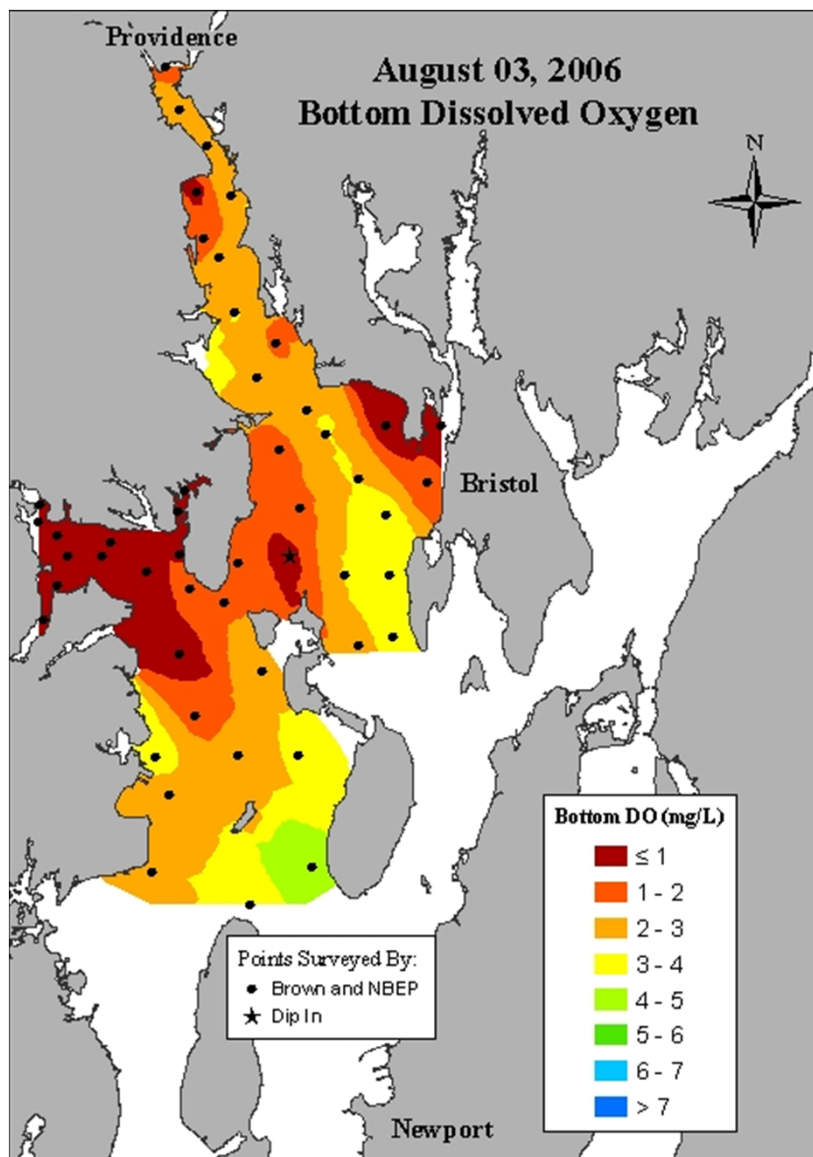 Providence
August 03, 2006
Bottom Dissolved Oxygen
N
Bristol
Bottom DO (mg/L)
≤ 1
1 - 2
2 - 3
3 - 4
4 - 5
5 - 6
6 - 7
> 7
Points Surveyed By:
Brown and NBEP
Dip In
Newport